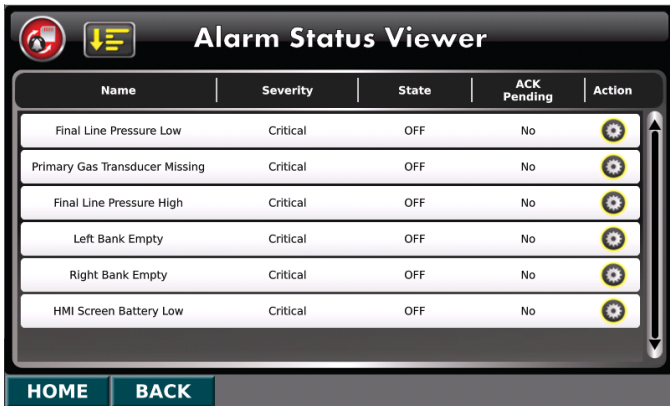 Alarm Status Viewer
Name Severity State ACK Pending Action
Final Line Pressure Low Critical OFF No
Primary Gas Transducer Missing Critical OFF No
Final Line Pressure High Critical OFF No
Left Bank Empty Critical OFF No
Right Bank Empty Critical OFF No
HMI Screen Battery Low Critical OFF No
HOME BACK